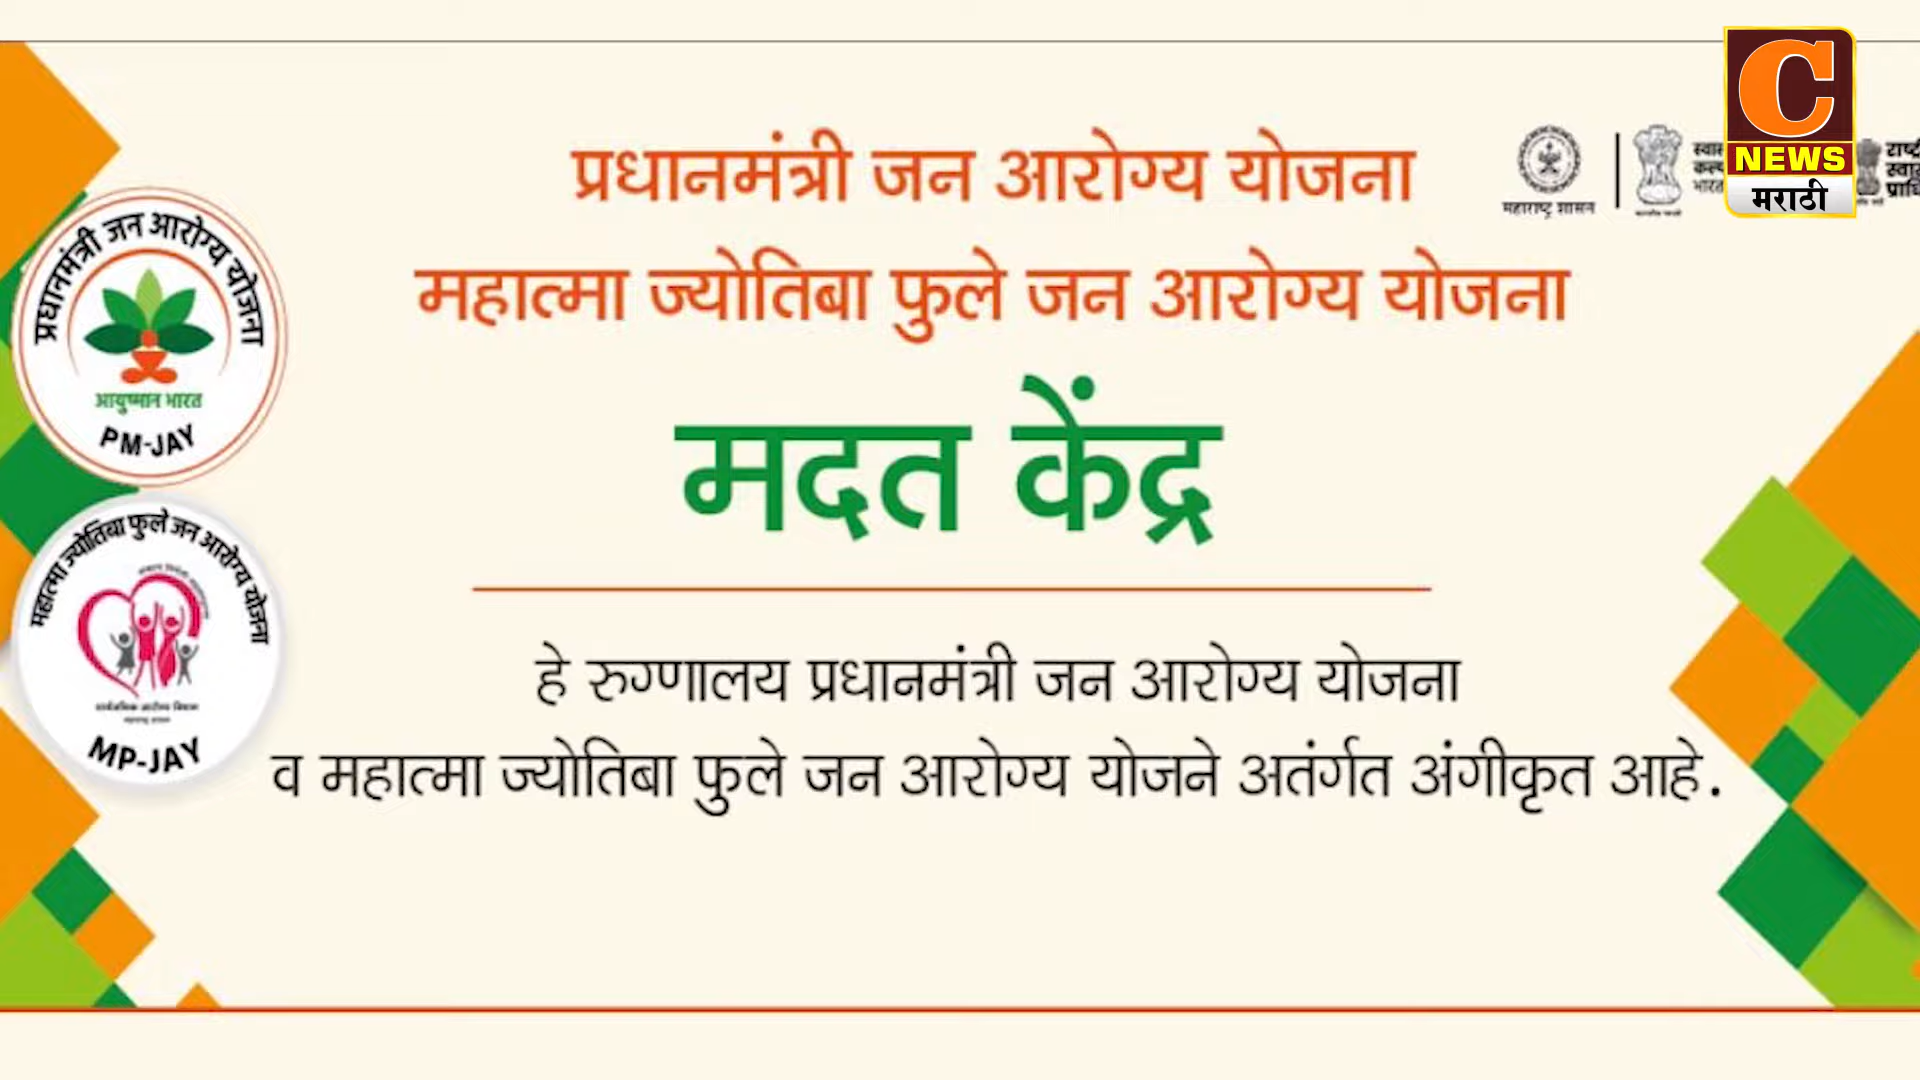 प्रधानमंत्री जन आरोग्य योजना
महात्मा ज्योतिबा फुले जन आरोग्य योजना
मदत केंद्र
हे रुग्णालय प्रधानमंत्री जन आरोग्य योजना
व महात्मा ज्योतिबा फुले जन आरोग्य योजने अतंर्गत अंगीकृत आहे.
प्रधानमंत्री जन आरोग्य योजना
आयुष्मान भारत
PM-JAY
महात्मा ज्योतिबा फुले जन आरोग्य योजना
MP-JAY
महाराष्ट्र शासन
C
NEWS
मराठी